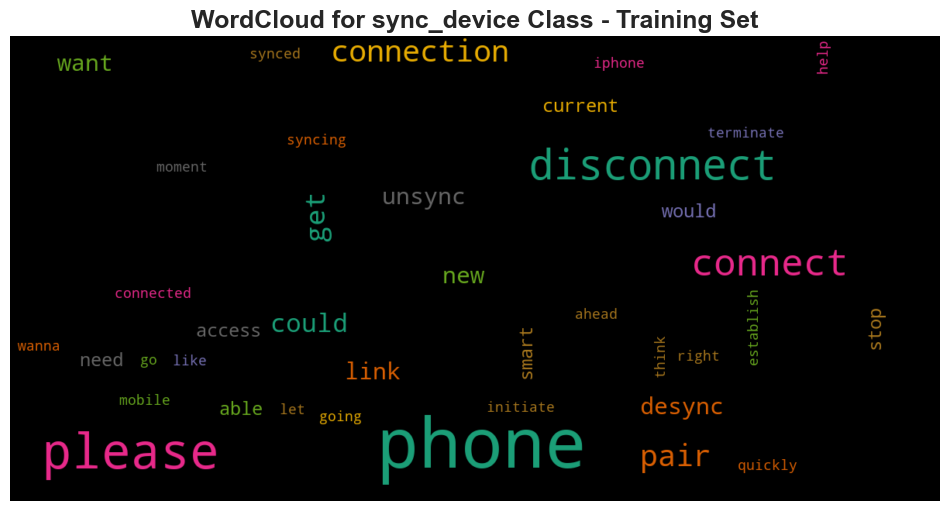 WordCloud for sync_device Class - Training Set
want
synced
connection
iphone
help
current
syncing
terminate
moment
disconnect
unsync
get
would
new
connect
connected
access
could
ahead
establish
stop
wanna
need
go
like
link
smart
think
right
mobile
able
let
going
initiate
desync
please
phone
pair
quickly